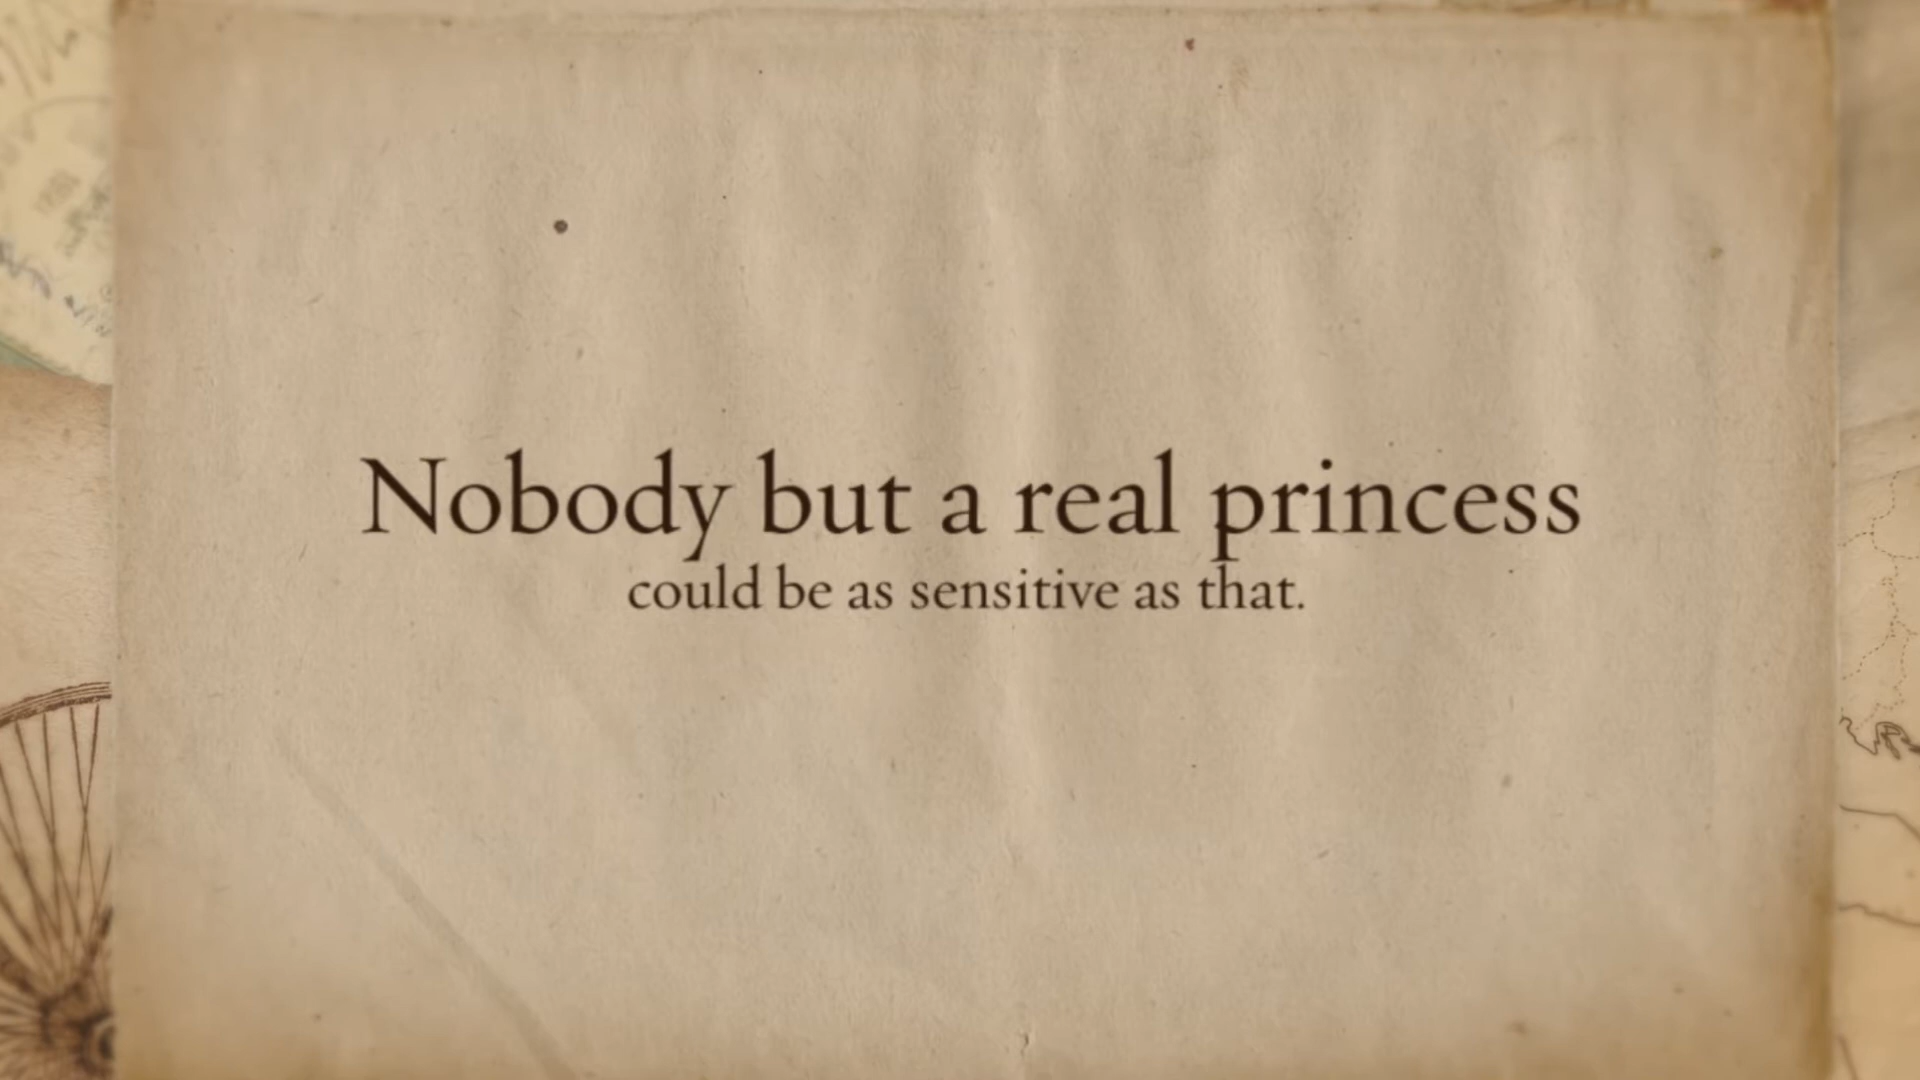 Nobody but a real princess
could be as sensitive as that.